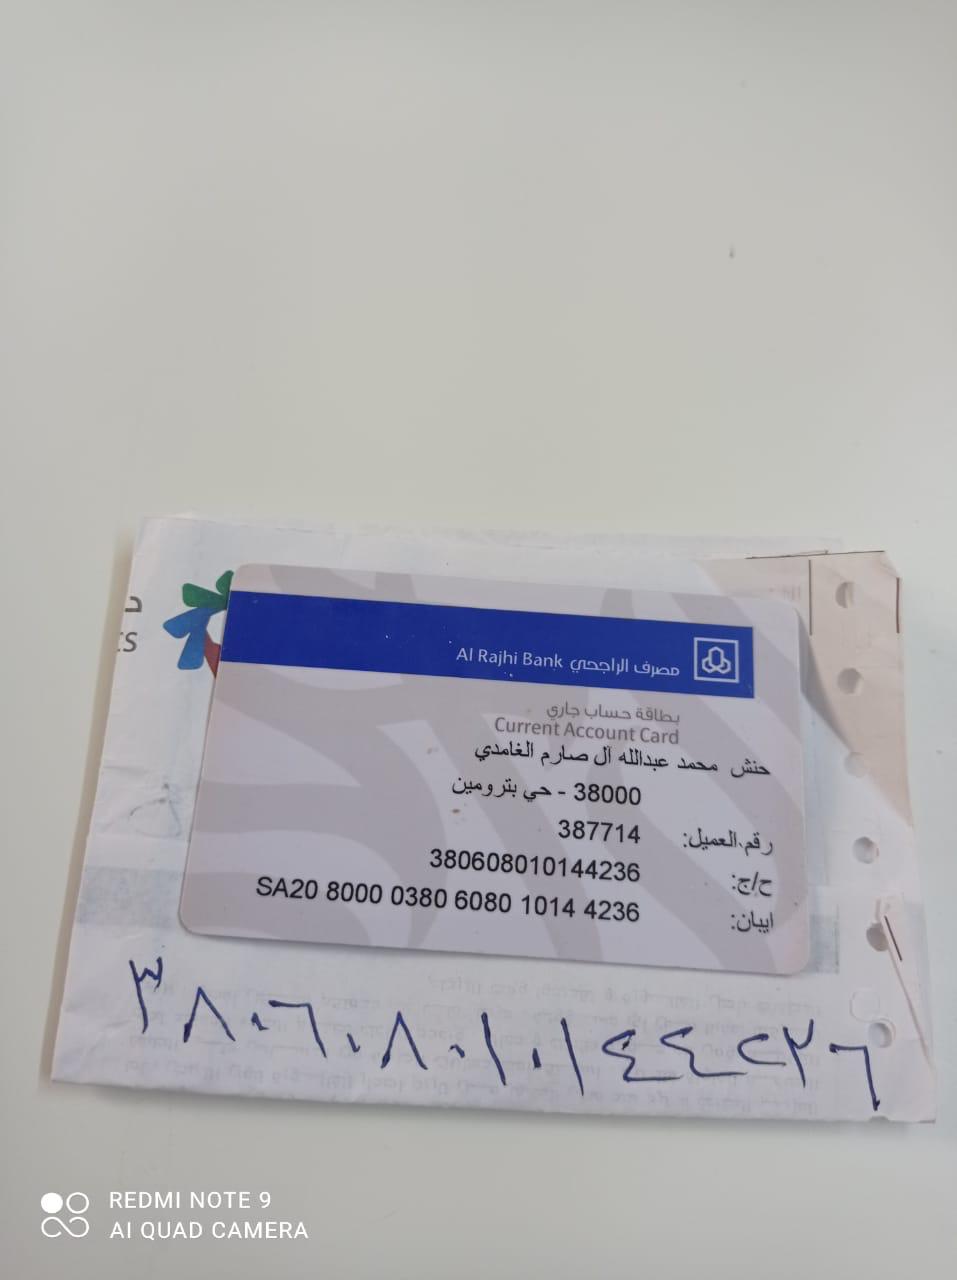 ts
مصرف الراجحي Al Rajhi Bank
بطاقة حساب جاري
Current Account Card
حنش محمد عبدالله آل صارم الغامدي
38000 - حي بترومين
رقم العميل: 387714
ح/ج: 380608010144236
ايبان: SA20 8000 0380 6080 1014 4236
٣٨٠٦٠٨٠١٠١٤٤٢٣٦
REDMI NOTE 9
AI QUAD CAMERA